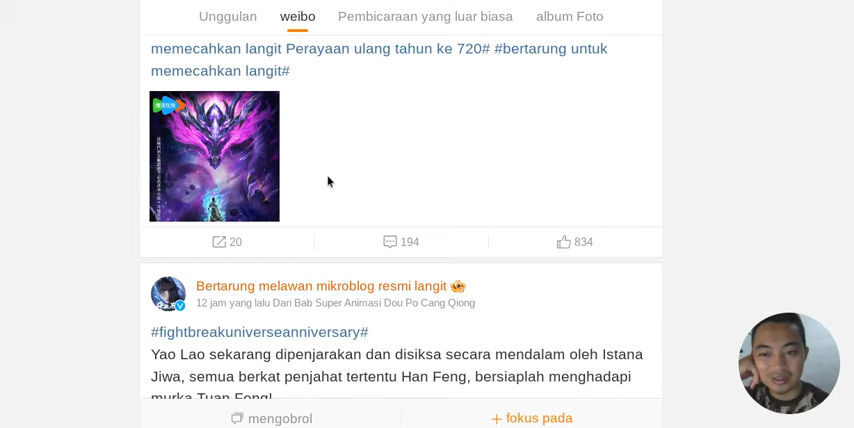 Unggulan weibo Pembicaraan yang luar biasa album Foto
memecahkan langit Perayaan ulang tahun ke 720# #bertarung untuk
memecahkan langit#
20 194 834
Bertarung melawan mikroblog resmi langit
12 jam yang lalu Dari Bab Super Animasi Dou Po Cang Qiong
#fightbreakuniverseanniversary#
Yao Lao sekarang dipenjarakan dan disiksa secara mendalam oleh Istana
Jiwa, semua berkat penjahat tertentu Han Feng, bersiaplah menghadapi
murka Tuan Feng!
mengobrol + fokus pada